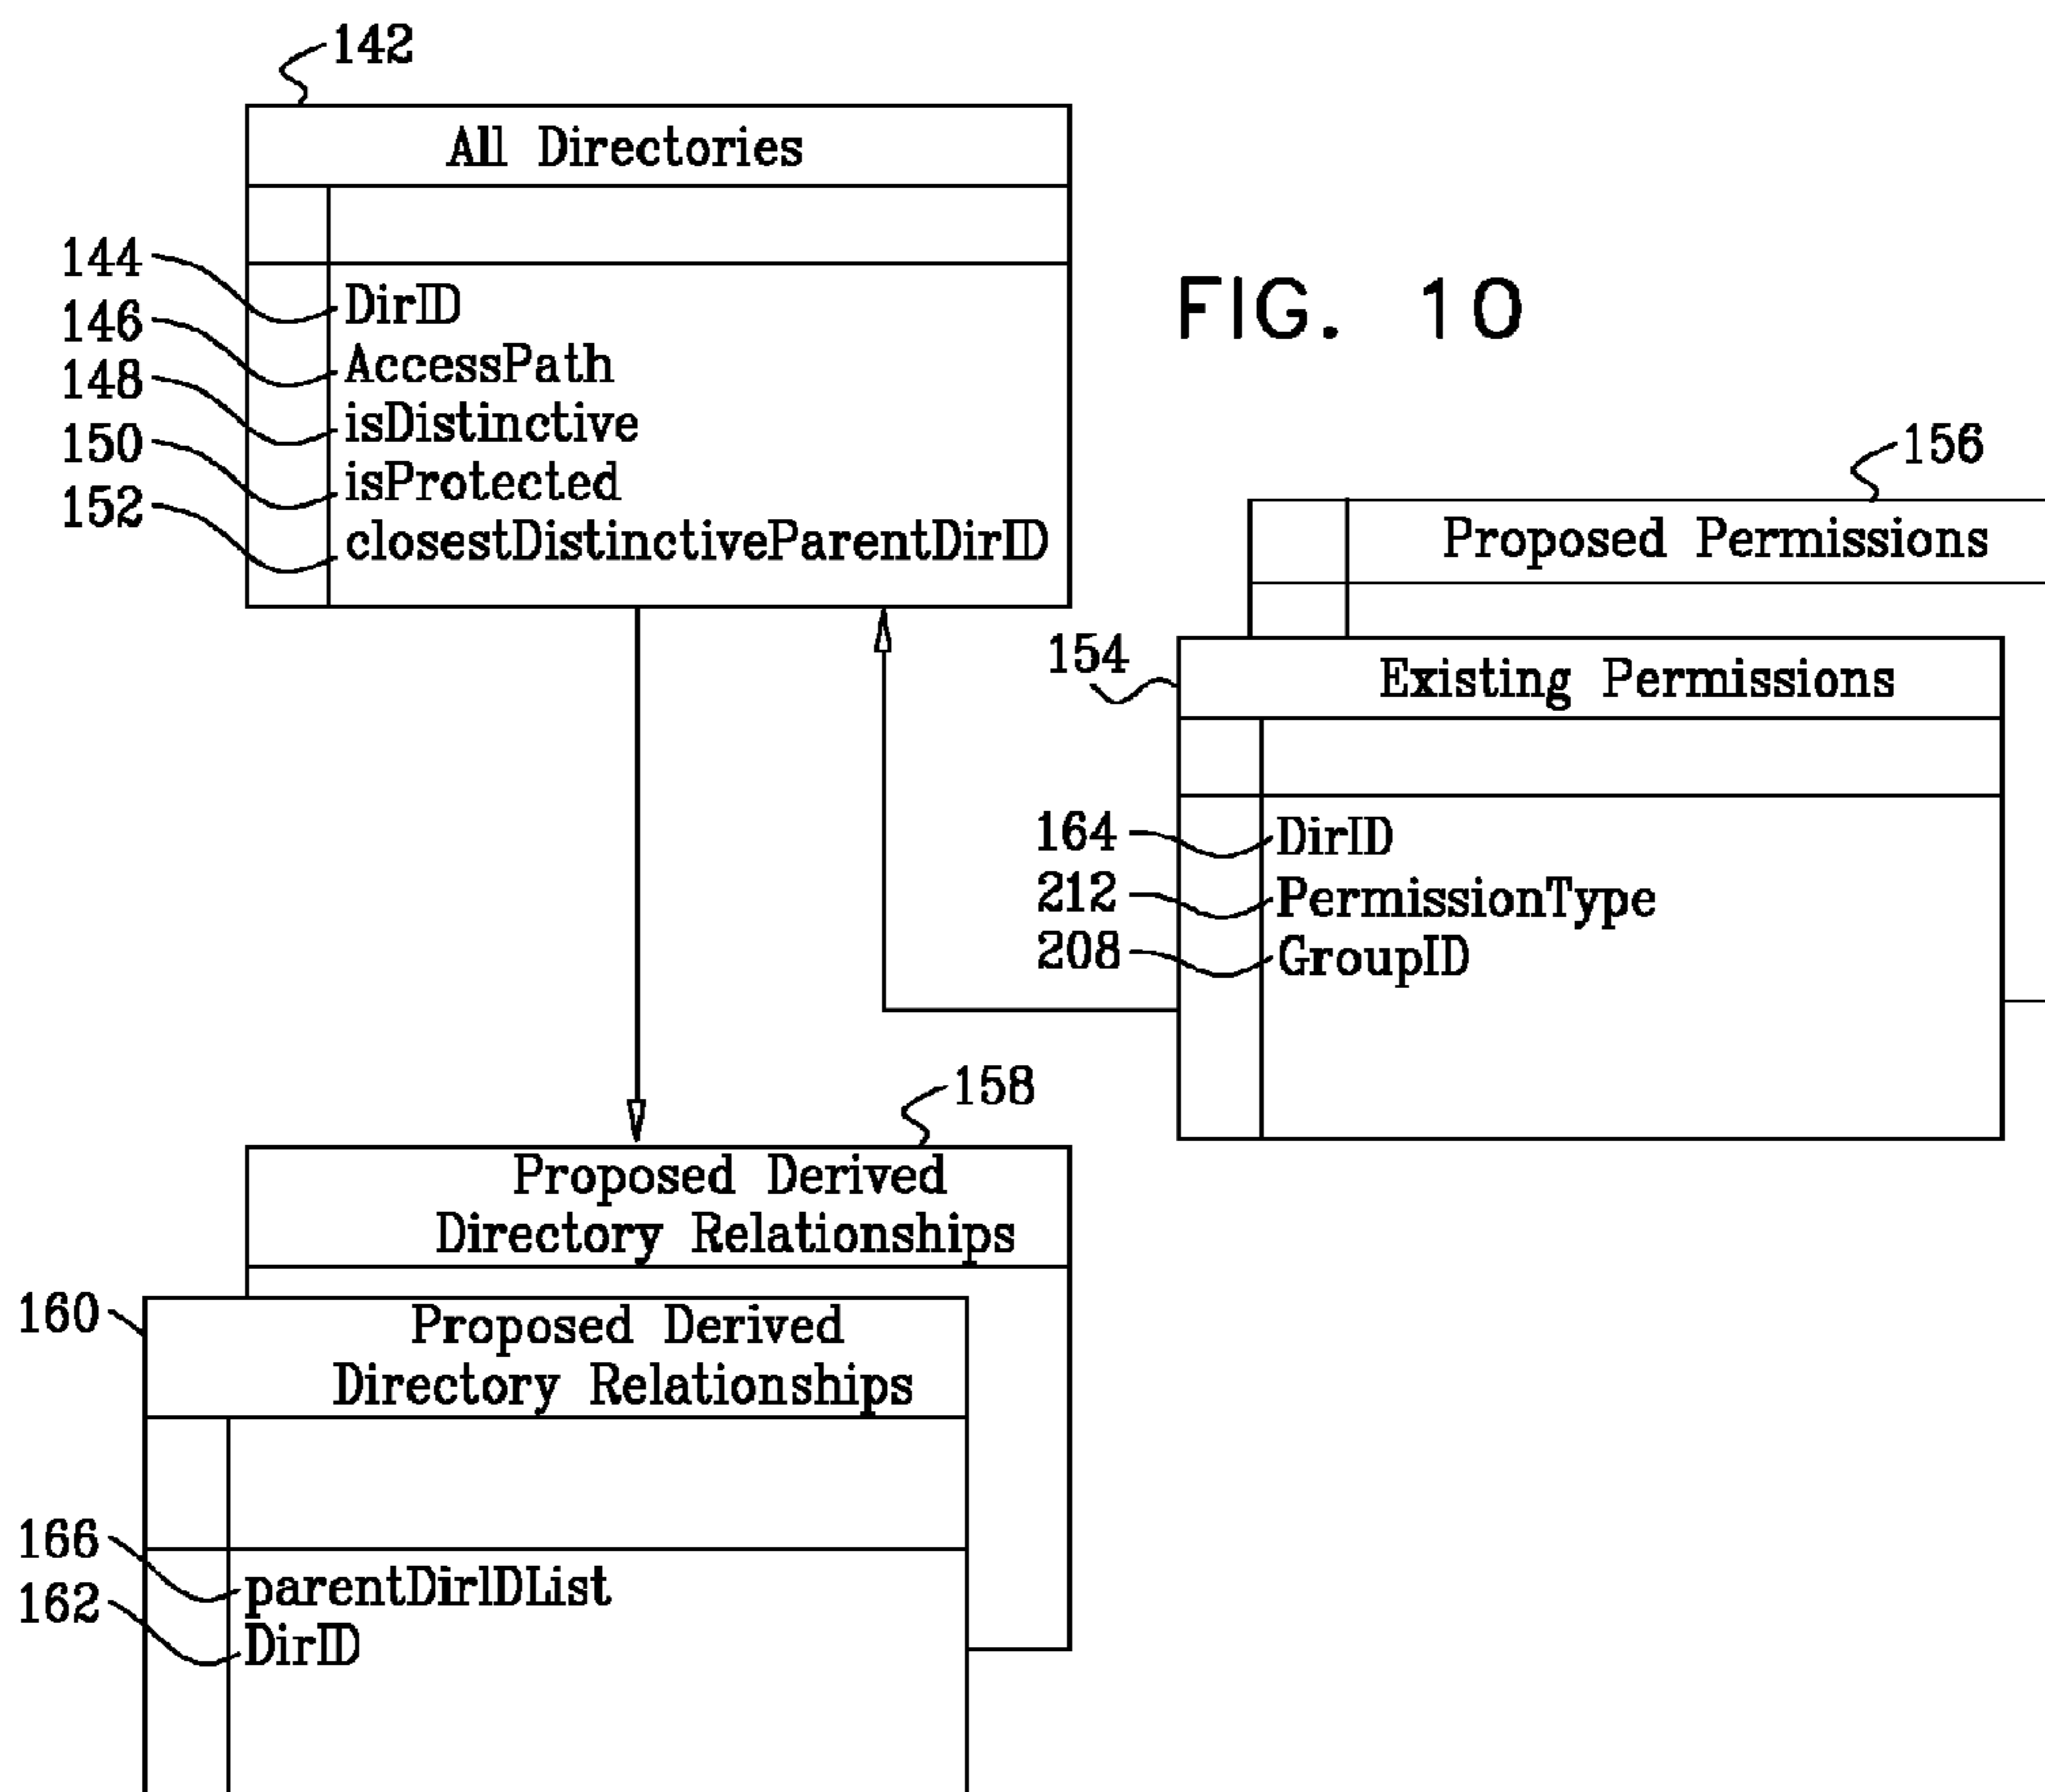 142
All Directories
144
DirID
146
AccessPath
148
isDistinctive
150
isProtected
152
closestDistinctiveParentDirID
FIG. 10
156
Proposed Permissions
154
Existing Permissions
164
DirID
212
PermissionType
208
GroupID
158
Proposed Derived
Directory Relationships
160
Proposed Derived
Directory Relationships
166
parentDirIDList
162
DirID